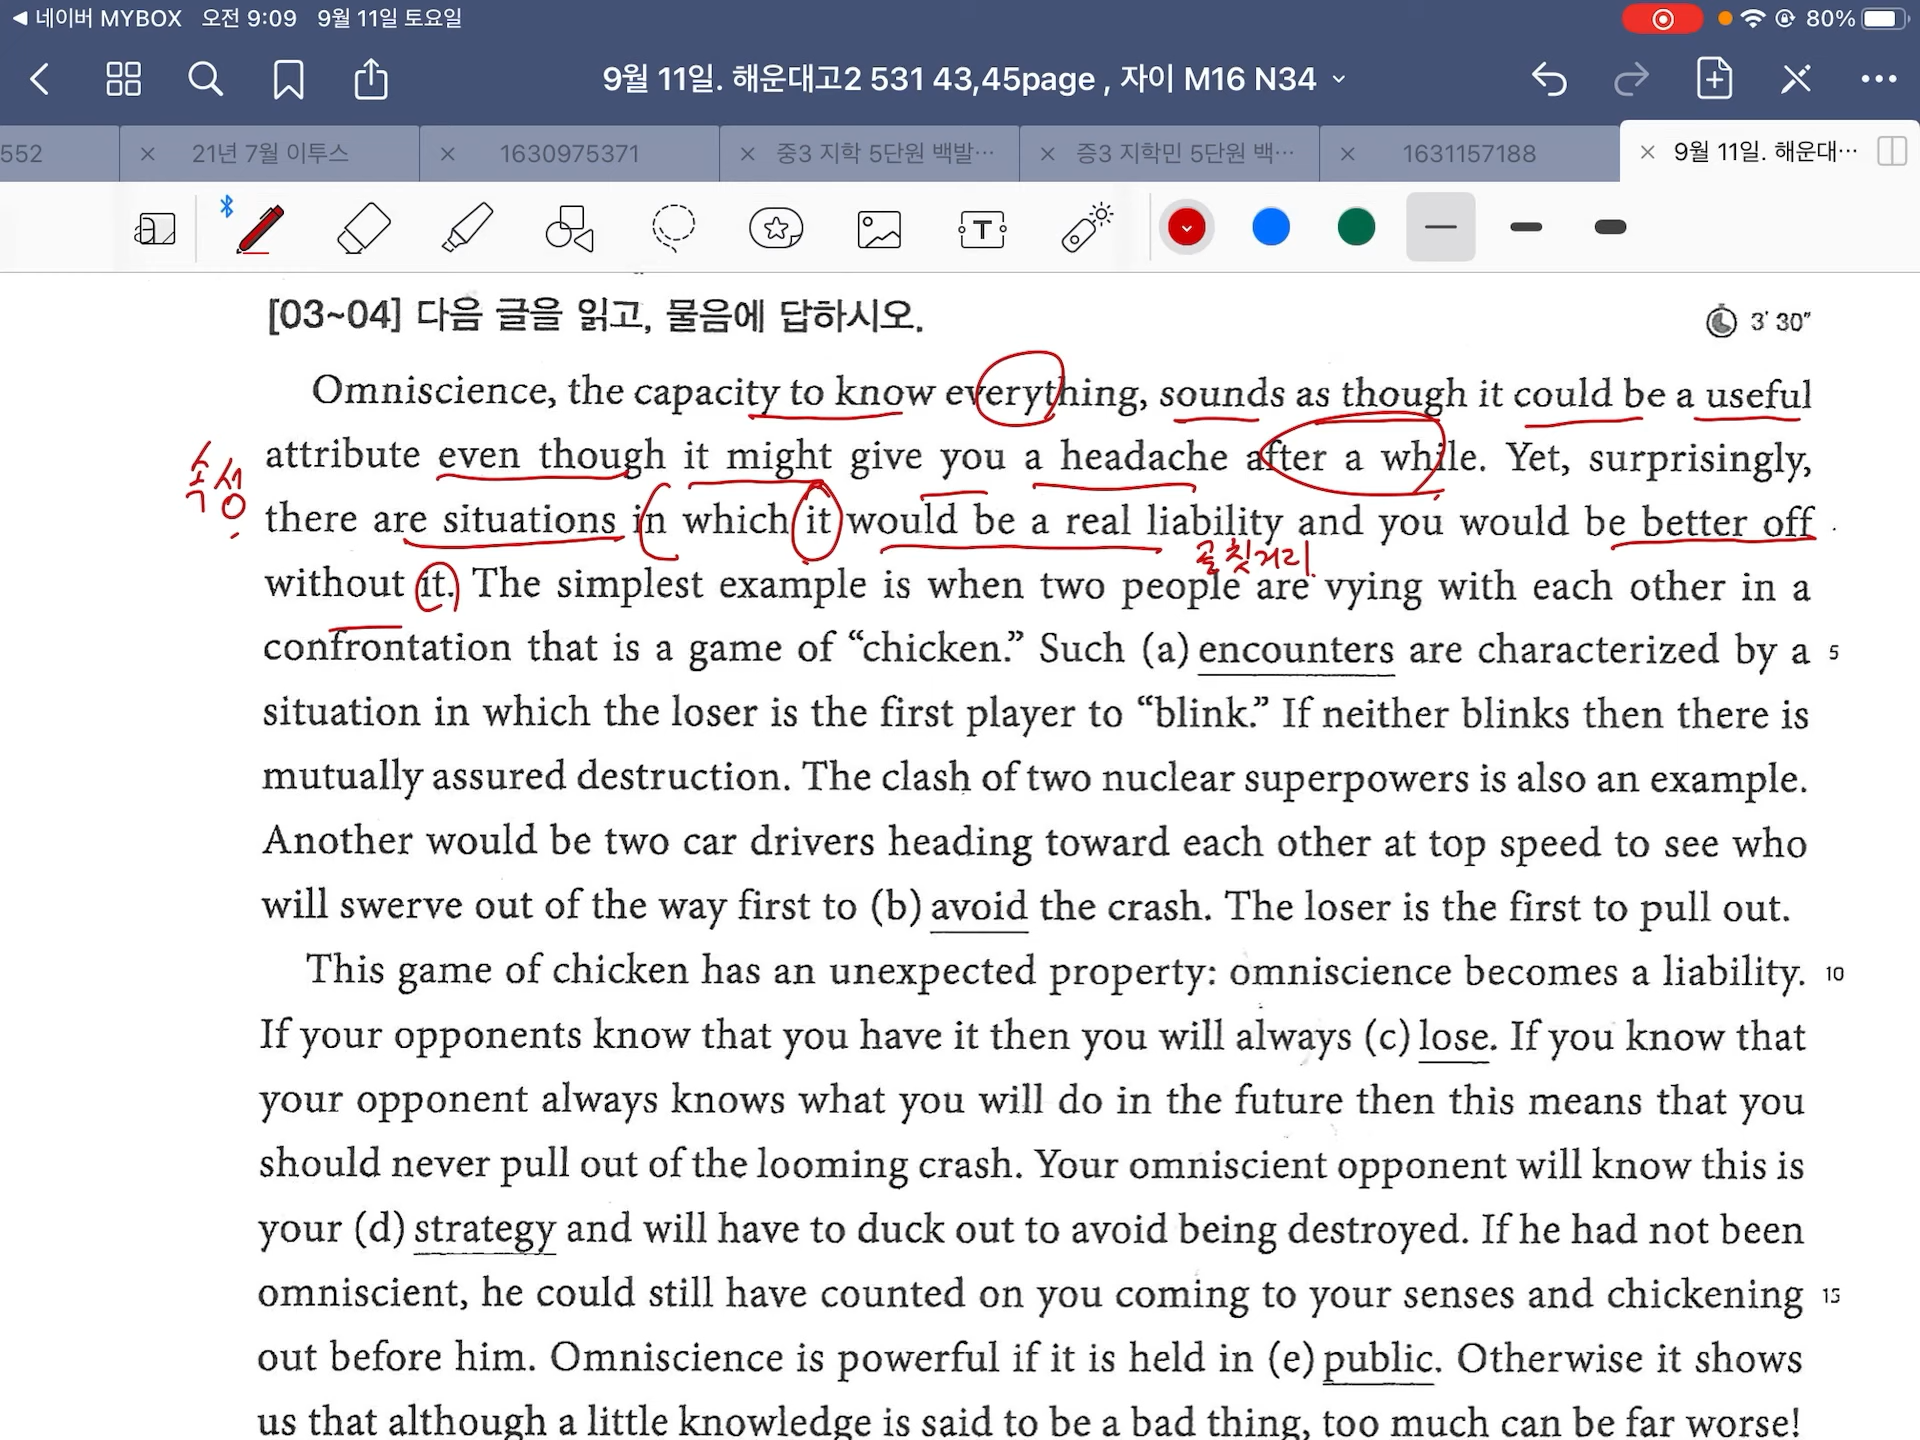 ◀ 네이버 MYBOX 오전 9:09 9월 11일 토요일 80%
9월 11일. 해운대고2 531 43,45page , 자이 M16 N34
552 × 21년 7월 이투스 × 1630975371 × 중3 지학 5단원 백발… × 증3 지학민 5단원 백… × 1631157188 × 9월 11일. 해운대…
[03~04] 다음 글을 읽고, 물음에 답하시오. 3′ 30″
Omniscience, the capacity to know everything, sounds as though it could be a useful
attribute even though it might give you a headache after a while. Yet, surprisingly,
속성
there are situations in which it would be a real liability and you would be better off
골칫거리
without it. The simplest example is when two people are vying with each other in a
confrontation that is a game of “chicken.” Such (a) encounters are characterized by a 5
situation in which the loser is the first player to “blink.” If neither blinks then there is
mutually assured destruction. The clash of two nuclear superpowers is also an example.
Another would be two car drivers heading toward each other at top speed to see who
will swerve out of the way first to (b) avoid the crash. The loser is the first to pull out.
This game of chicken has an unexpected property: omniscience becomes a liability. 10
If your opponents know that you have it then you will always (c) lose. If you know that
your opponent always knows what you will do in the future then this means that you
should never pull out of the looming crash. Your omniscient opponent will know this is
your (d) strategy and will have to duck out to avoid being destroyed. If he had not been
omniscient, he could still have counted on you coming to your senses and chickening 15
out before him. Omniscience is powerful if it is held in (e) public. Otherwise it shows
us that although a little knowledge is said to be a bad thing, too much can be far worse!